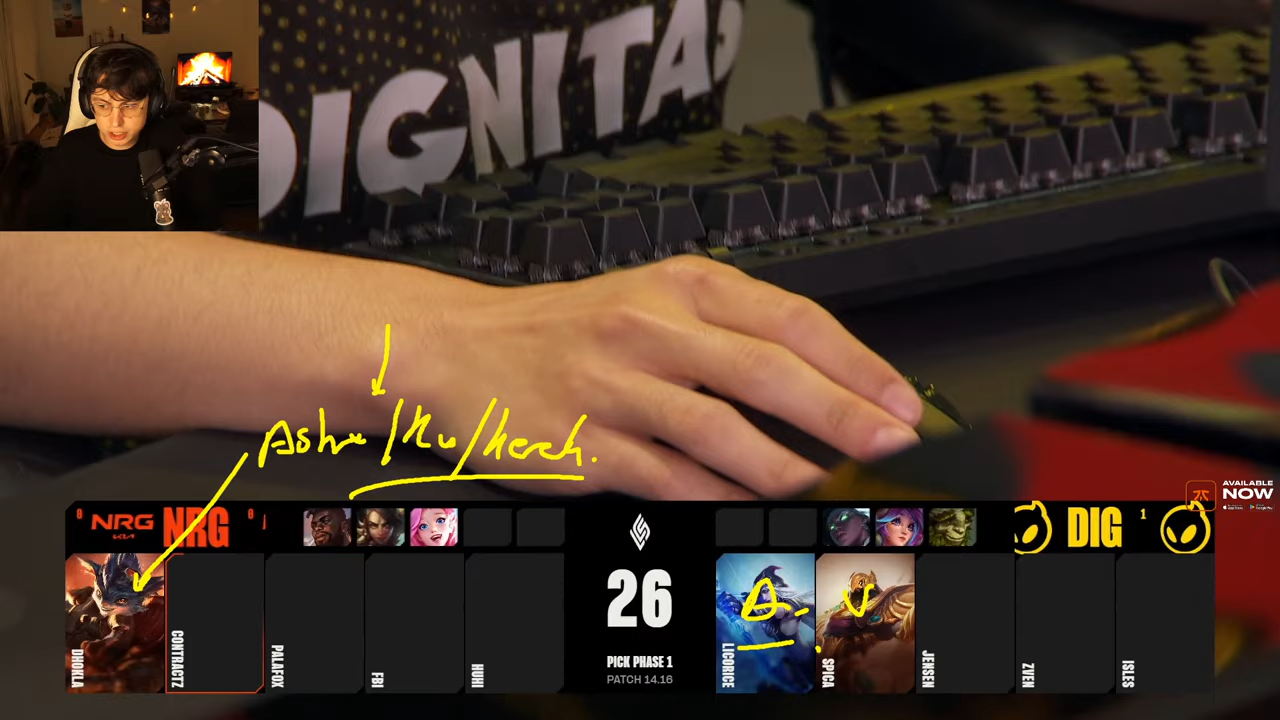 DIGNITAS
Ashe/Ku/
AVAILABLE
NOW
0 NRG NRG 0
DIG 1
26
A
DHOKLA
CONTRACTZ
PALAFOX
FBI
HUHI
PICK PHASE 1
PATCH 14.16
LICORICE
SPICA
JENSEN
ZVEN
ISLES